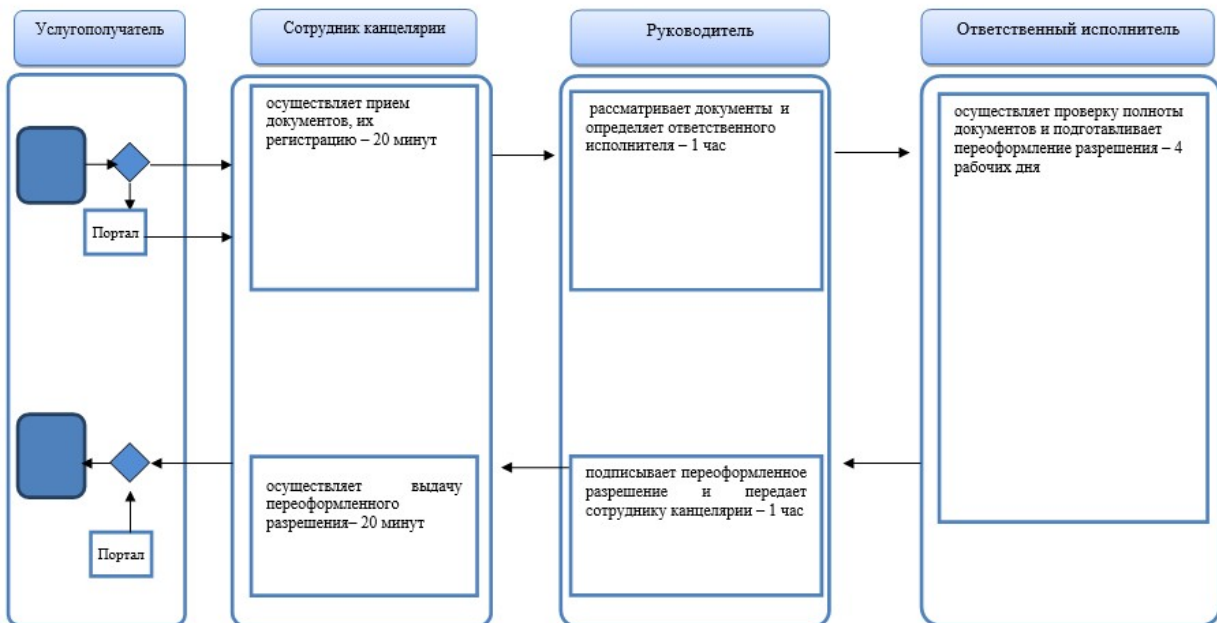 Услугополучатель
Сотрудник канцелярии
Руководитель
Ответственный исполнитель
осуществляет прием
документов, их
регистрацию – 20 минут
рассматривает документы и
определяет ответственного
исполнителя – 1 час
осуществляет проверку полноты
документов и подготавливает
переоформление разрешения – 4
рабочих дня
Портал
осуществляет выдачу
переоформленного
разрешения– 20 минут
подписывает переоформленное
разрешение и передает
сотруднику канцелярии – 1 час
Портал